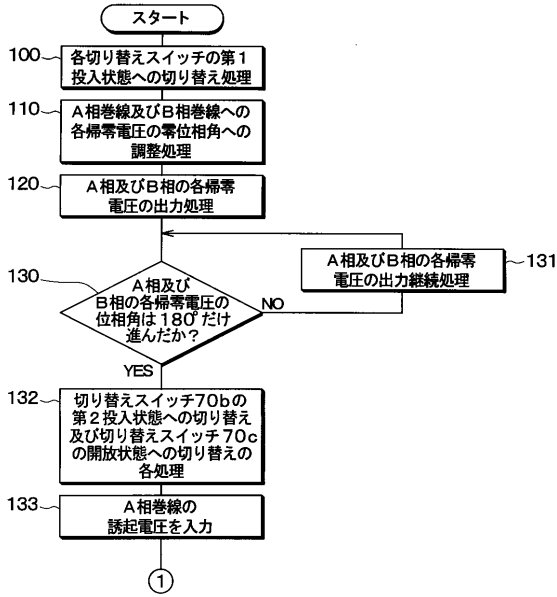 スタート
100
各切り替えスイッチの第1
投入状態への切り替え処理
110
A相巻線及びB相巻線への
各帰零電圧の零位相角への
調整処理
120
A相及びB相の各帰零
電圧の出力処理
A相及びB相の各帰零
電圧の出力継続処理
131
130
A相及び
B相の各帰零電圧の
位相角は180°だけ
進んだか？
NO
YES
132
切り替えスイッチ70bの
第2投入状態への切り替え
及び切り替えスイッチ70c
の開放状態への切り替えの
各処理
133
A相巻線の
誘起電圧を入力
1